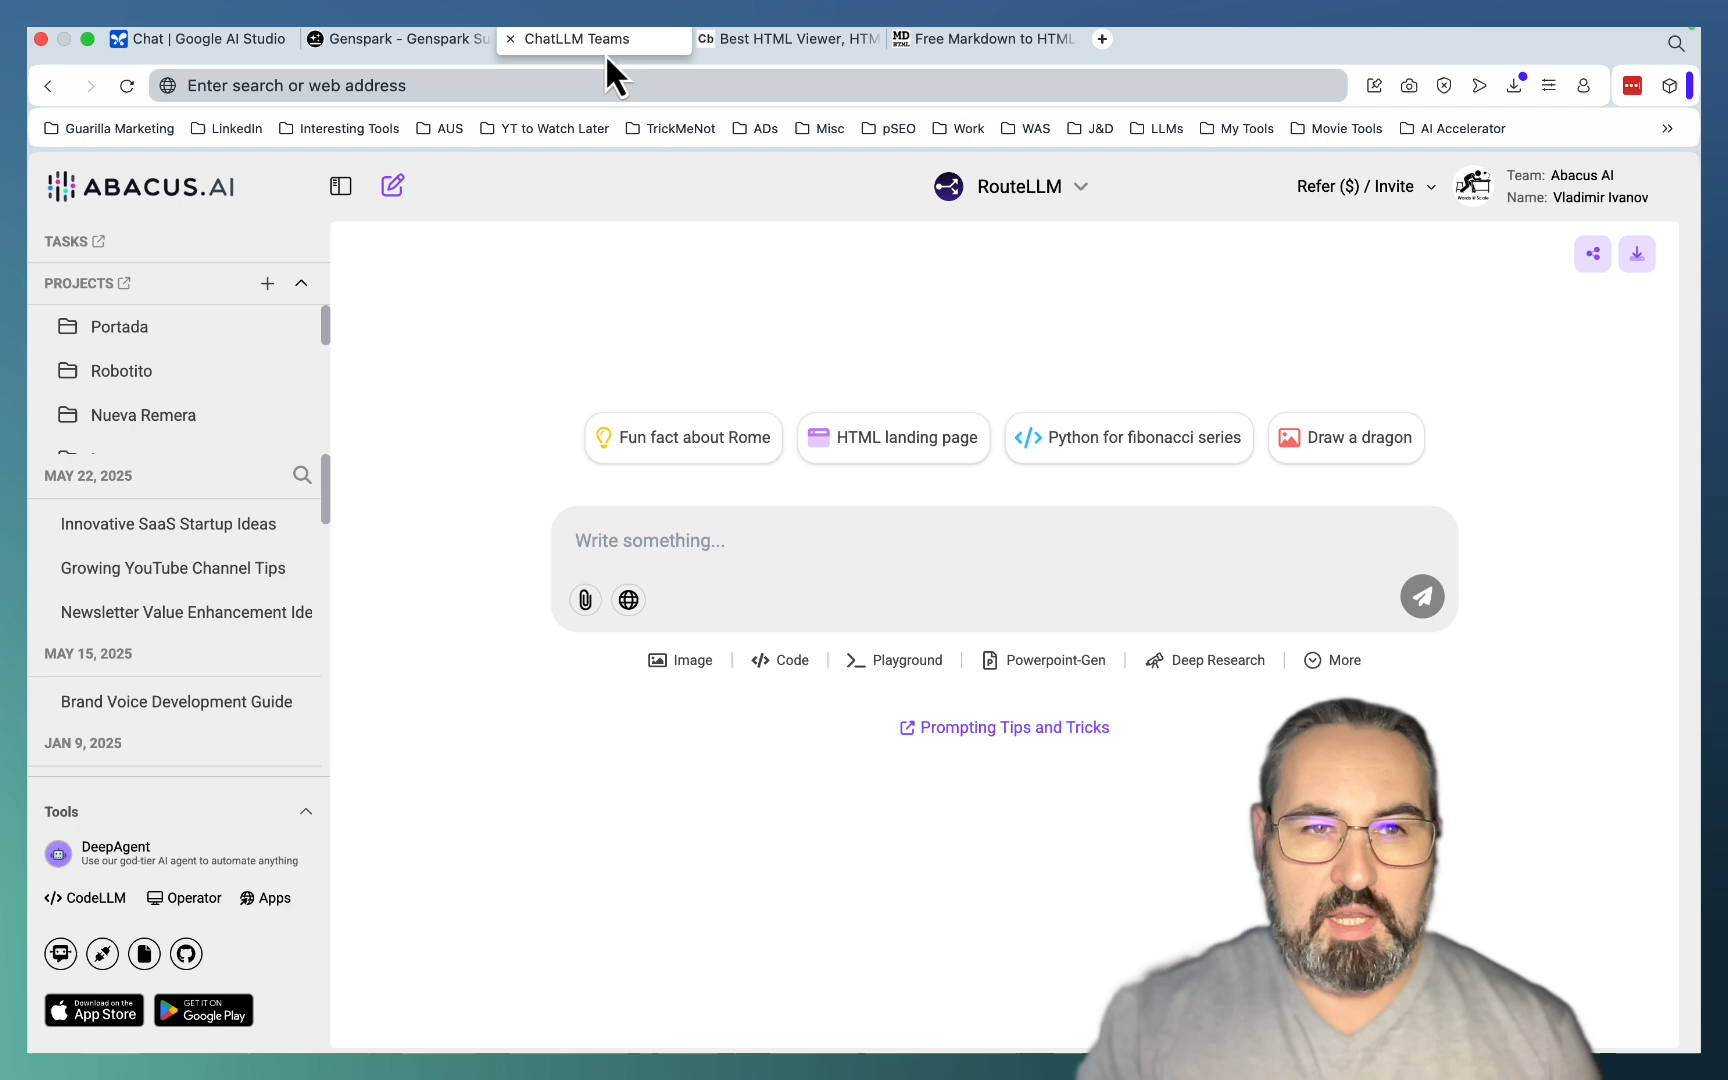 Chat | Google AI Studio
Genspark - Genspark Su
ChatLLM Teams
Cb Best HTML Viewer, HTM
MD HTML Free Markdown to HTML
Enter search or web address
Guarilla Marketing
LinkedIn
Interesting Tools
AUS
YT to Watch Later
TrickMeNot
ADs
Misc
pSEO
Work
WAS
J&D
LLMs
My Tools
Movie Tools
AI Accelerator
ABACUS.AI
RouteLLM
Refer ($) / Invite
Team: Abacus AI
Name: Vladimir Ivanov
TASKS
PROJECTS
Portada
Robotito
Nueva Remera
MAY 22, 2025
Innovative SaaS Startup Ideas
Growing YouTube Channel Tips
Newsletter Value Enhancement Ide
MAY 15, 2025
Brand Voice Development Guide
JAN 9, 2025
Tools
DeepAgent
Use our god-tier AI agent to automate anything
CodeLLM
Operator
Apps
Download on the
App Store
GET IT ON
Google Play
Fun fact about Rome
HTML landing page
Python for fibonacci series
Draw a dragon
Write something...
Image
Code
Playground
Powerpoint-Gen
Deep Research
More
Prompting Tips and Tricks